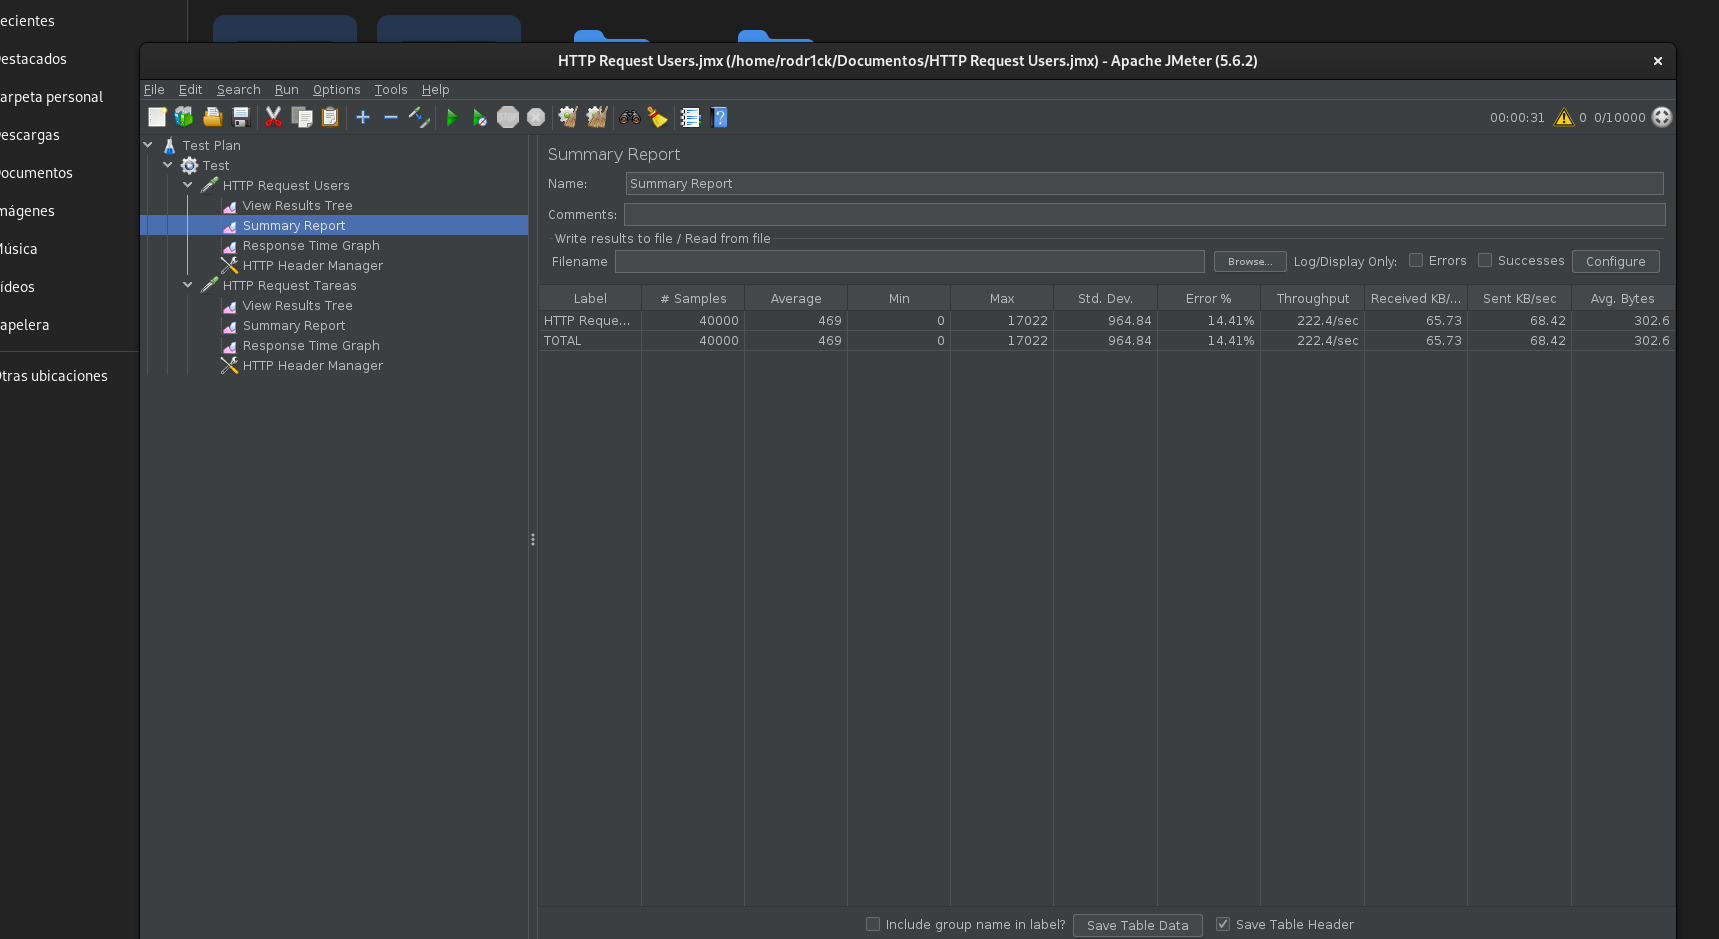 ecientes
estacados
arpeta personal
escargas
ocumentos
mágenes
úsica
ídeos
apelera
tras ubicaciones
HTTP Request Users.jmx (/home/rodr1ck/Documentos/HTTP Request Users.jmx) - Apache JMeter (5.6.2)
File Edit Search Run Options Tools Help
00:00:31 0 0/10000
Test Plan
Test
HTTP Request Users
View Results Tree
Summary Report
Response Time Graph
HTTP Header Manager
HTTP Request Tareas
View Results Tree
Summary Report
Response Time Graph
HTTP Header Manager
Summary Report
Name: Summary Report
Comments:
Write results to file / Read from file
Filename Browse... Log/Display Only: Errors Successes Configure
Label # Samples Average Min Max Std. Dev. Error % Throughput Received KB/... Sent KB/sec Avg. Bytes
HTTP Reque... 40000 469 0 17022 964.84 14.41% 222.4/sec 65.73 68.42 302.6
TOTAL 40000 469 0 17022 964.84 14.41% 222.4/sec 65.73 68.42 302.6
Include group name in label? Save Table Data Save Table Header